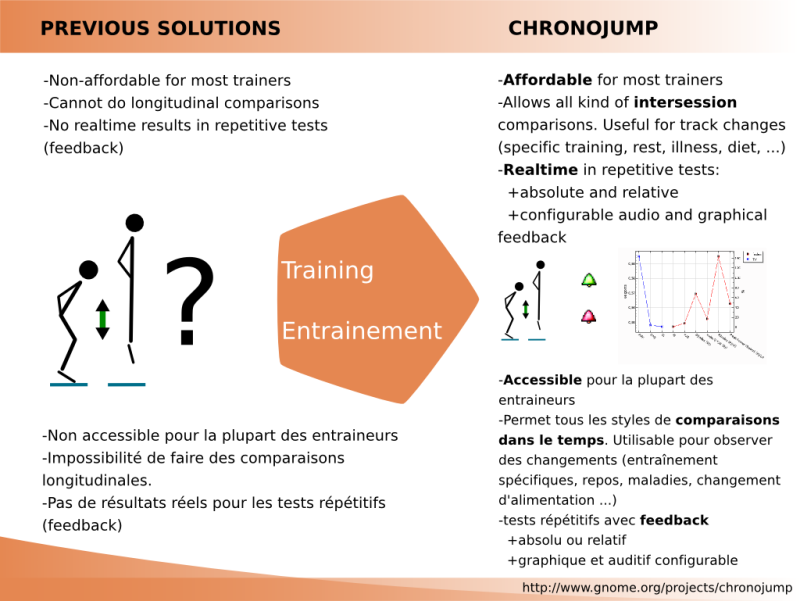 PREVIOUS SOLUTIONS
CHRONOJUMP
-Non-affordable for most trainers
-Cannot do longitudinal comparisons
-No realtime results in repetitive tests
(feedback)
-Affordable for most trainers
-Allows all kind of intersession
comparisons. Useful for track changes
(specific training, rest, illness, diet, ...)
-Realtime in repetitive tests:
+absolute and relative
+configurable audio and graphical
feedback
?
Training
Entrainement
-Non accessible pour la plupart des entraineurs
-Impossibilité de faire des comparaisons
longitudinales.
-Pas de résultats réels pour les tests répétitifs
(feedback)
-Accessible pour la plupart des
entraineurs
-Permet tous les styles de comparaisons
dans le temps. Utilisable pour observer
des changements (entraînement
spécifiques, repos, maladies, changement
d'alimentation ...)
-tests répétitifs avec feedback
+absolu ou relatif
+graphique et auditif configurable
http://www.gnome.org/projects/chronojump